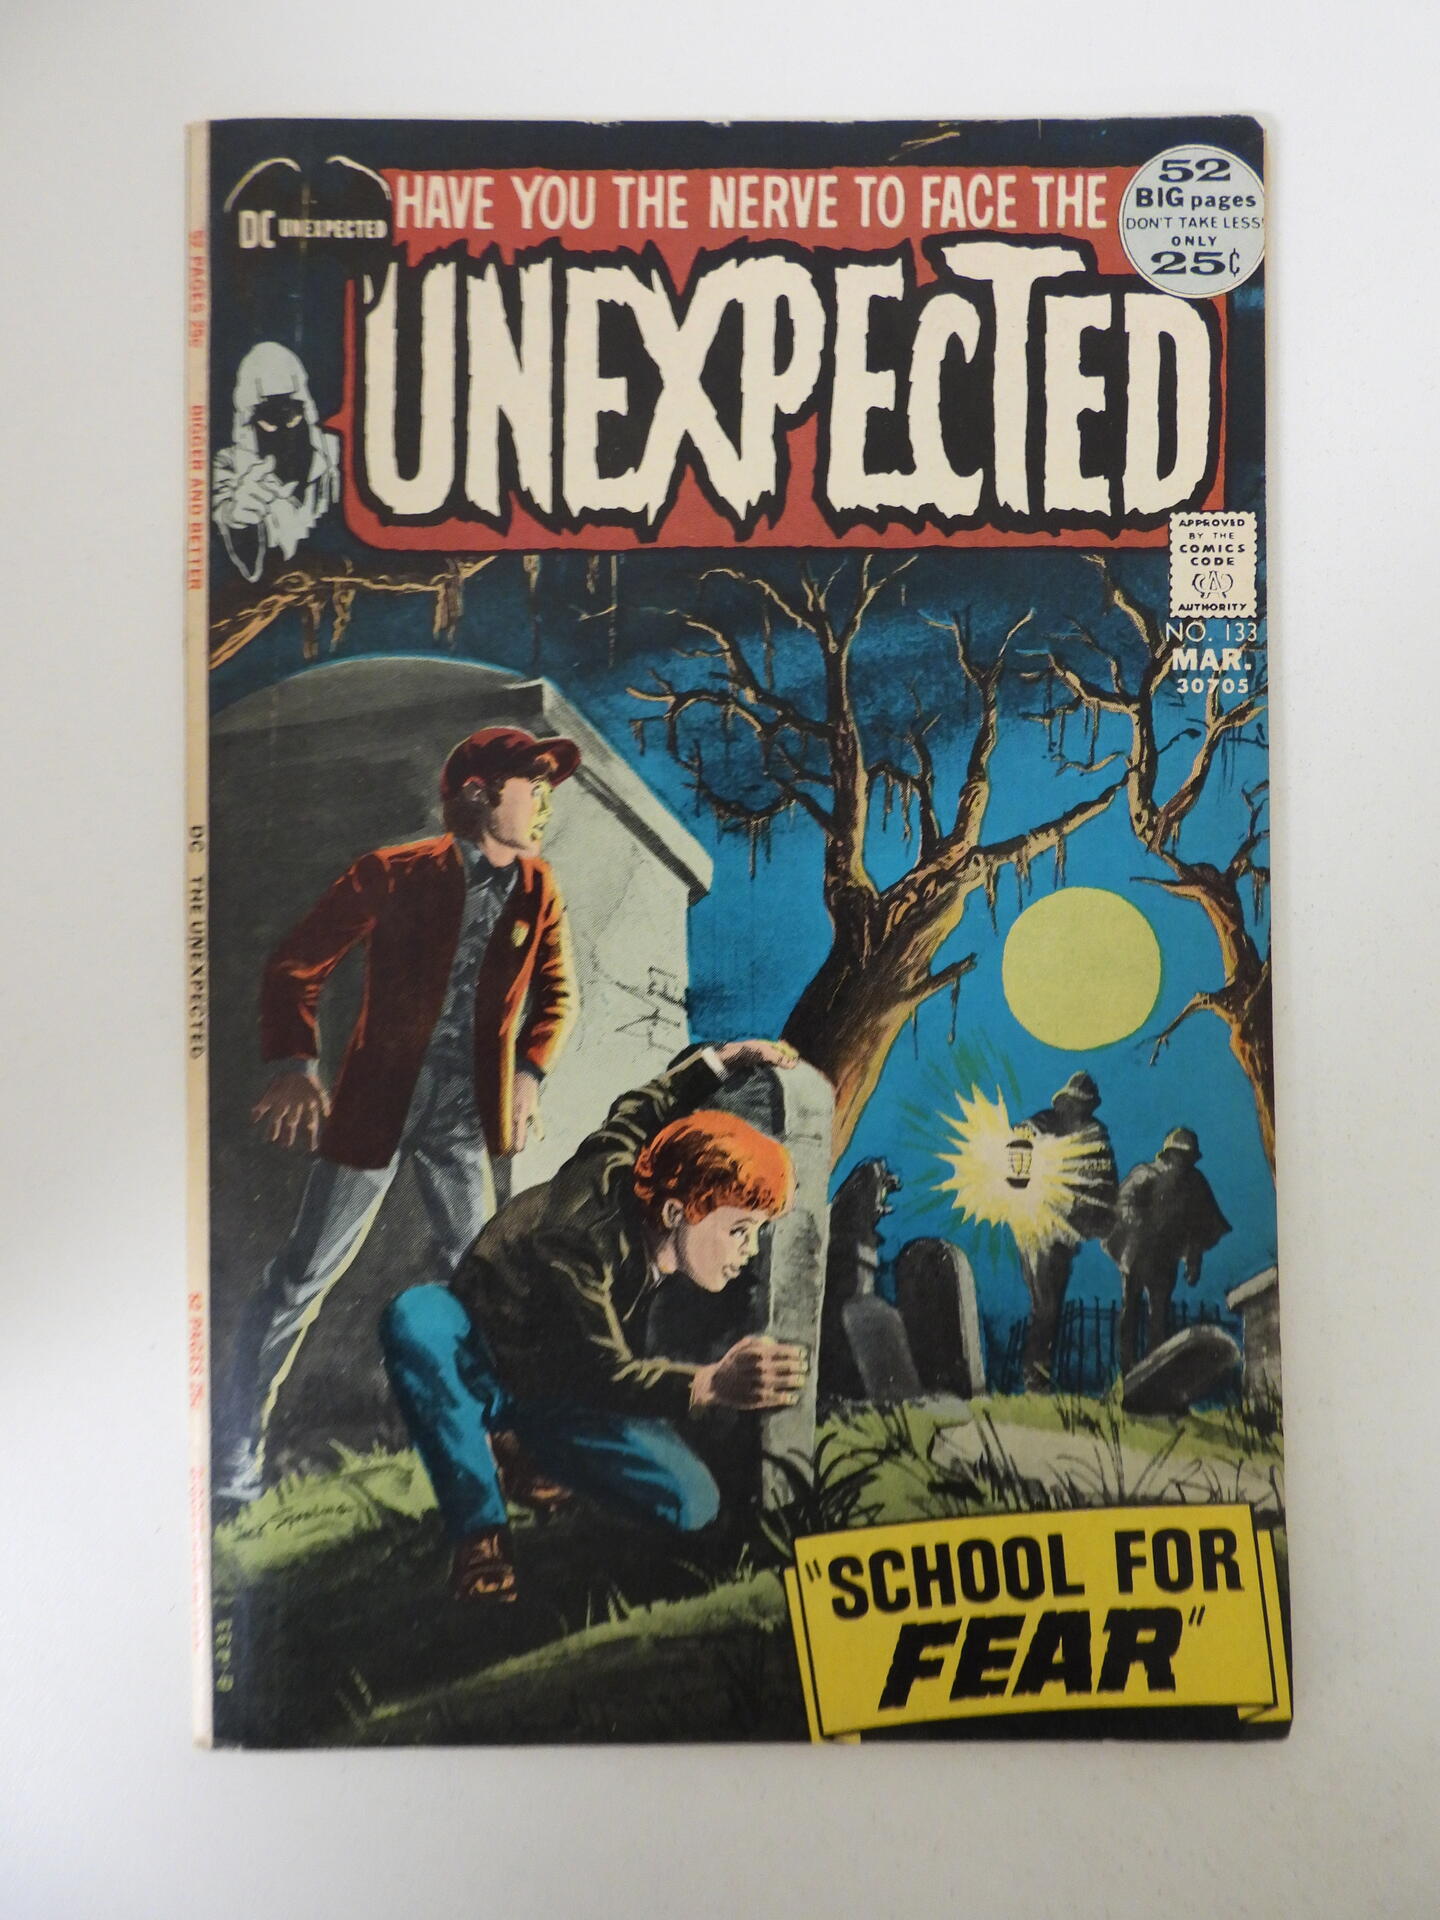 HAVE YOU THE NERVE TO FACE THE
DC UNEXPECTED
UNEXPECTED
52
BIG pages
DON'T TAKE LESS!
ONLY
25¢
APPROVED
BY THE
COMICS
CODE
CA
AUTHORITY
NO. 133
MAR.
30705
"SCHOOL FOR
FEAR"
52 PAGES 25¢
BIGGER AND BETTER
DC THE UNEXPECTED
52 PAGES 25¢